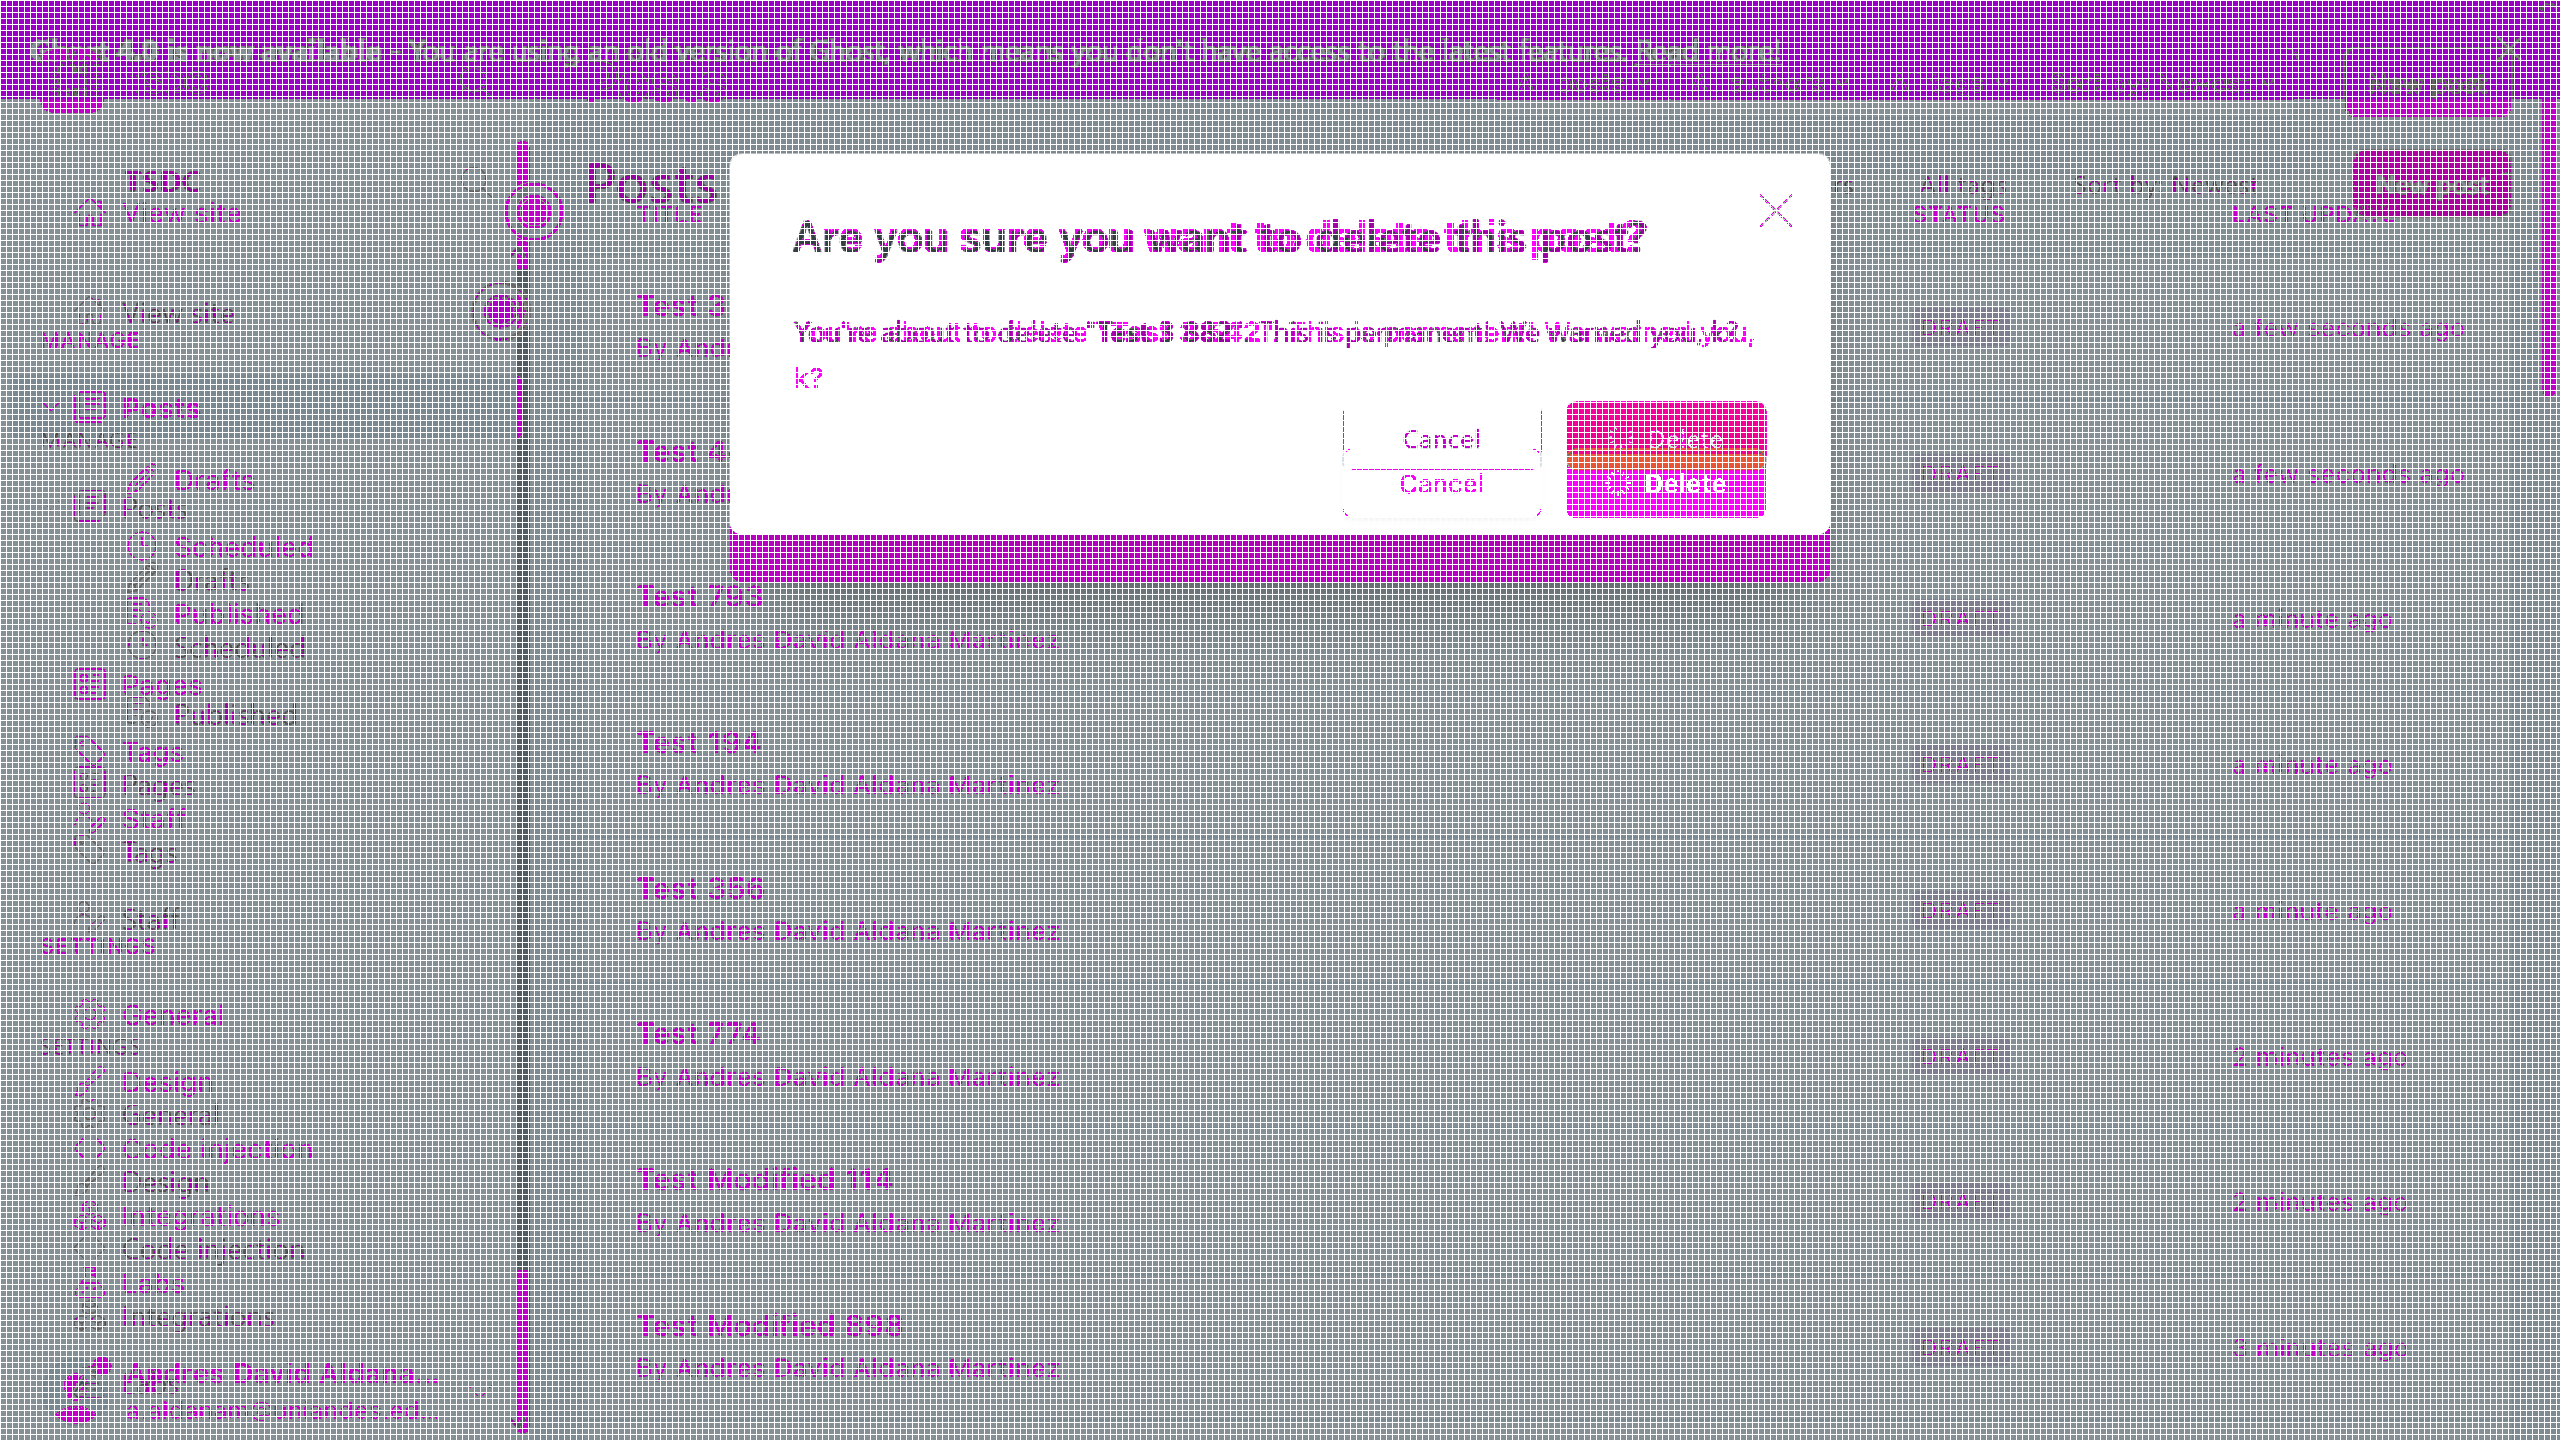 Ghost 4.0 is now available - You are using an old version of Ghost, which means you don't have access to the latest features. Read more!
TSDC
View site
Posts
TITLE
All tags
Sort by: Newest
New post
STATUS
LAST UPDATE
Are you sure you want to delete this post?
You're about to delete This is permanent! We warned you, k?
k?
Cancel
Delete
Cancel
Delete
View site
MANAGE
Posts
MANAGE
Drafts
Posts
Scheduled
Drafts
Published
Scheduled
Pages
Published
Tags
Pages
Staff
Tags
Staff
SETTINGS
General
SETTINGS
Design
General
Code injection
Design
Integrations
Code injection
Labs
Integrations
Andres David Aldana...
a.aldanam@uniandes.ed...
Test 3
By Andr
DRAFT
a few seconds ago
Test 4
By Andr
DRAFT
a few seconds ago
Test 793
By Andres David Aldana Martinez
DRAFT
a minute ago
Test 194
By Andres David Aldana Martinez
DRAFT
a minute ago
Test 356
By Andres David Aldana Martinez
DRAFT
a minute ago
Test 774
By Andres David Aldana Martinez
DRAFT
2 minutes ago
Test Modified 114
By Andres David Aldana Martinez
DRAFT
2 minutes ago
Test Modified 898
By Andres David Aldana Martinez
DRAFT
3 minutes ago